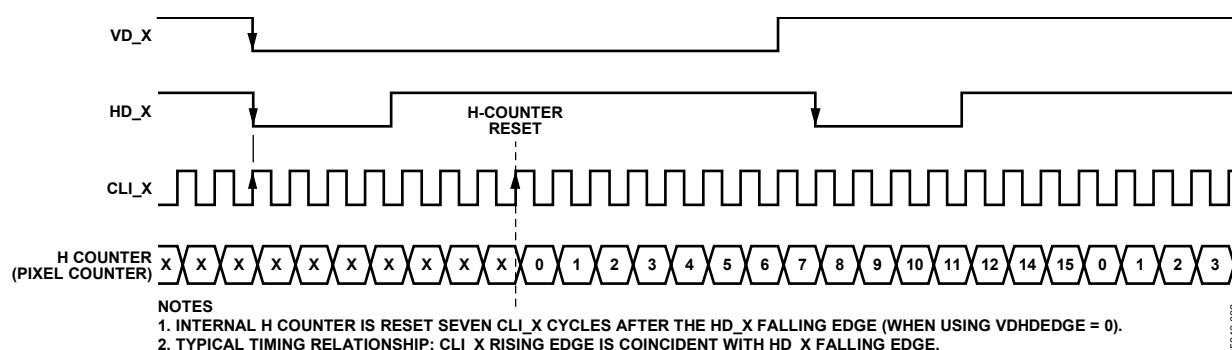 VD_X
HD_X
H-COUNTER
RESET
CLI_X
H COUNTER
(PIXEL COUNTER)
X X X X X X X X X X 0 1 2 3 4 5 6 7 8 9 10 11 12 14 15 0 1 2 3
NOTES
1. INTERNAL H COUNTER IS RESET SEVEN CLI_X CYCLES AFTER THE HD_X FALLING EDGE (WHEN USING VDHDEDGE = 0).
2. TYPICAL TIMING RELATIONSHIP: CLI_X RISING EDGE IS COINCIDENT WITH HD_X FALLING EDGE.